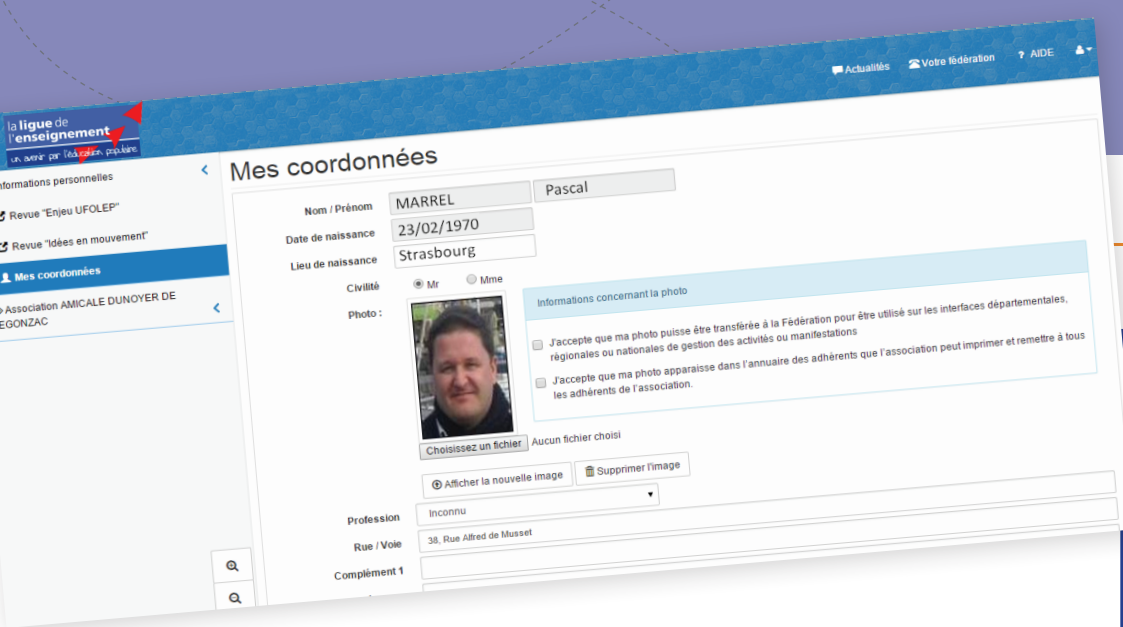 Actualités
Votre fédération
? AIDE
la ligue de
l'enseignement
un avenir par l'éducation populaire
nformations personnelles
Revue "Enjeu UFOLEP"
Revue "Idées en mouvement"
Mes coordonnées
Association AMICALE DUNOYER DE
EGONZAC
Mes coordonnées
Nom / Prénom MARREL Pascal
Date de naissance 23/02/1970
Lieu de naissance Strasbourg
Civilité Mr Mme
Photo :
Informations concernant la photo
J'accepte que ma photo puisse être transférée à la Fédération pour être utilisé sur les interfaces départementales,
régionales ou nationales de gestion des activités ou manifestations
J'accepte que ma photo apparaisse dans l'annuaire des adhérents que l'association peut imprimer et remettre à tous
les adhérents de l'association.
Choisissez un fichier Aucun fichier choisi
Afficher la nouvelle image Supprimer l'image
Profession Inconnu
Rue / Voie 38, Rue Alfred de Musset
Complément 1